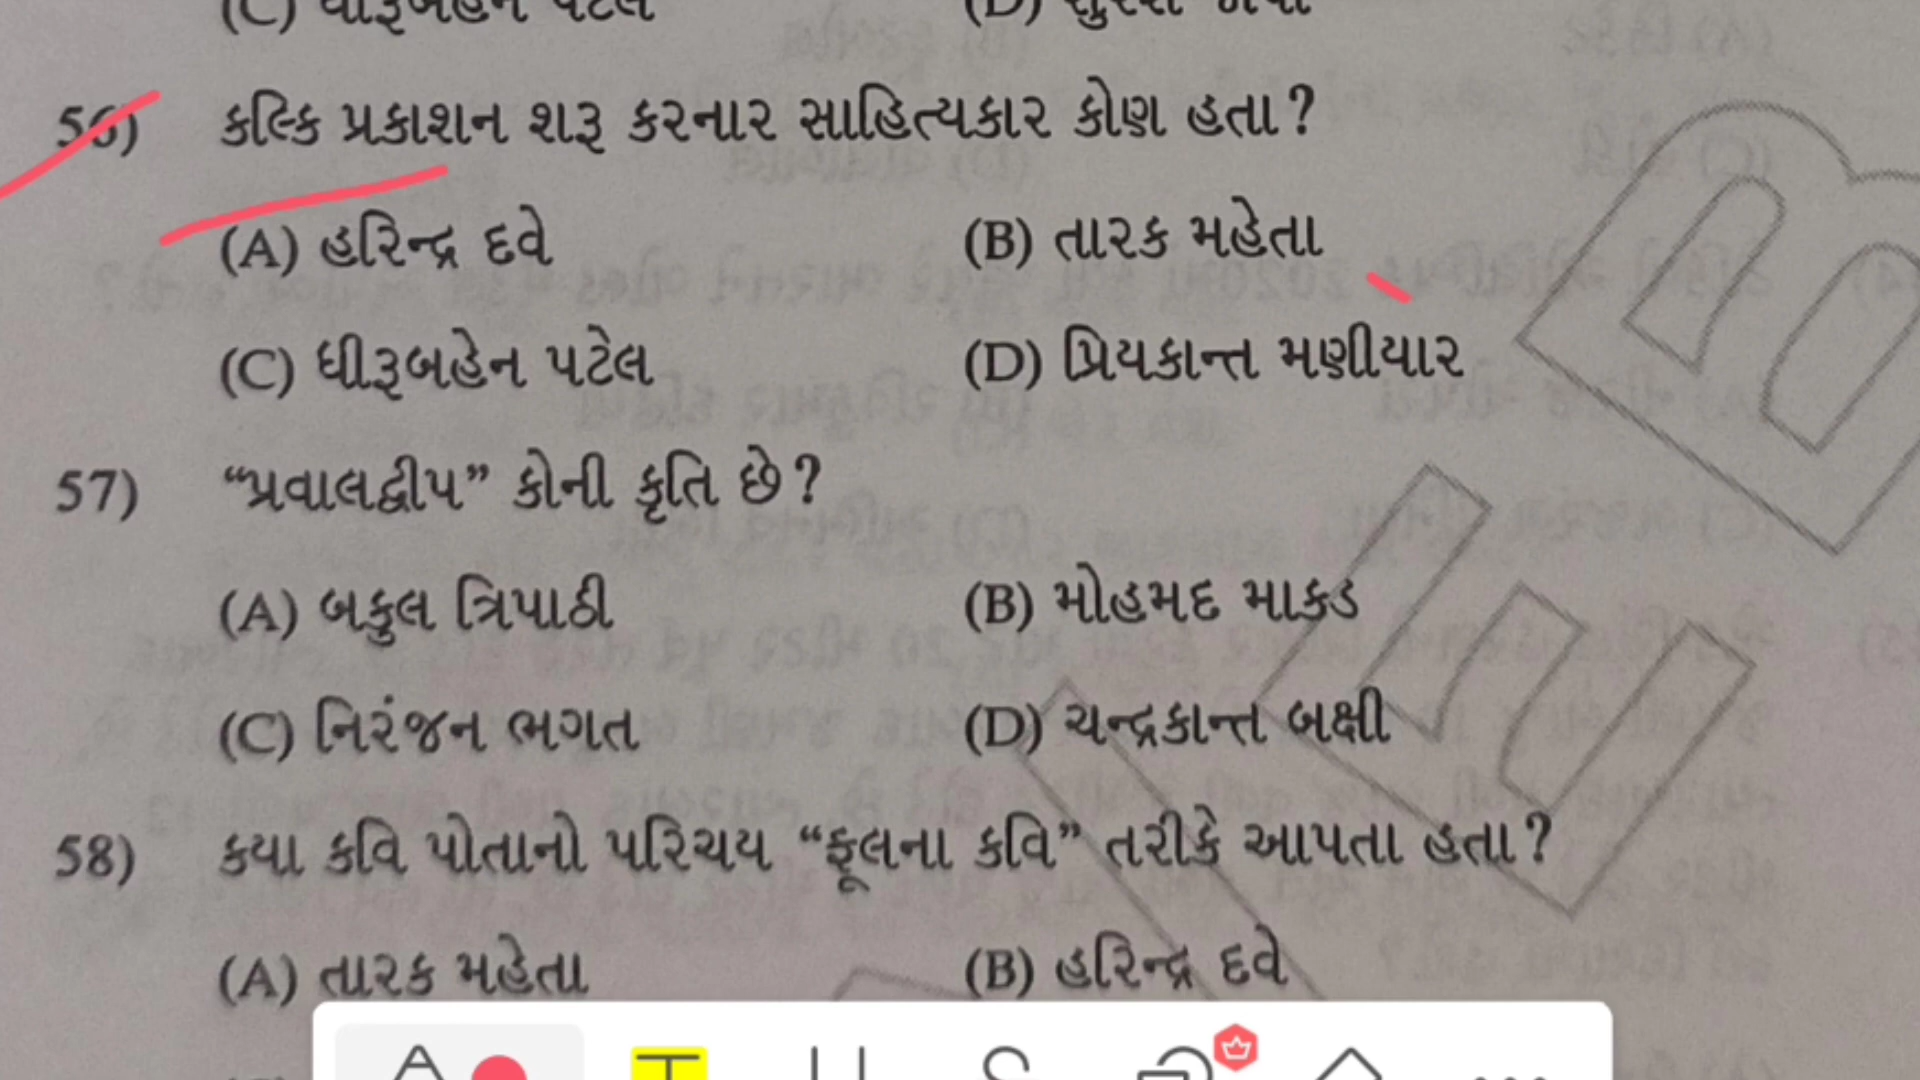 56) કલ્કિ પ્રકાશન શરૂ કરનાર સાહિત્યકાર કોણ હતા?
(A) હરિન્દ્ર દવે (B) તારક મહેતા
(C) ધીરૂબહેન પટેલ (D) પ્રિયકાન્ત મણીયાર
57) “પ્રવાલદ્વીપ” કોની કૃતિ છે?
(A) બકુલ ત્રિપાઠી (B) મોહમદ માકડ
(C) નિરંજન ભગત (D) ચન્દ્રકાન્ત બક્ષી
58) કયા કવિ પોતાનો પરિચય “ફૂલના કવિ” તરીકે આપતા હતા?
(A) તારક મહેતા (B) હરિન્દ્ર દવે